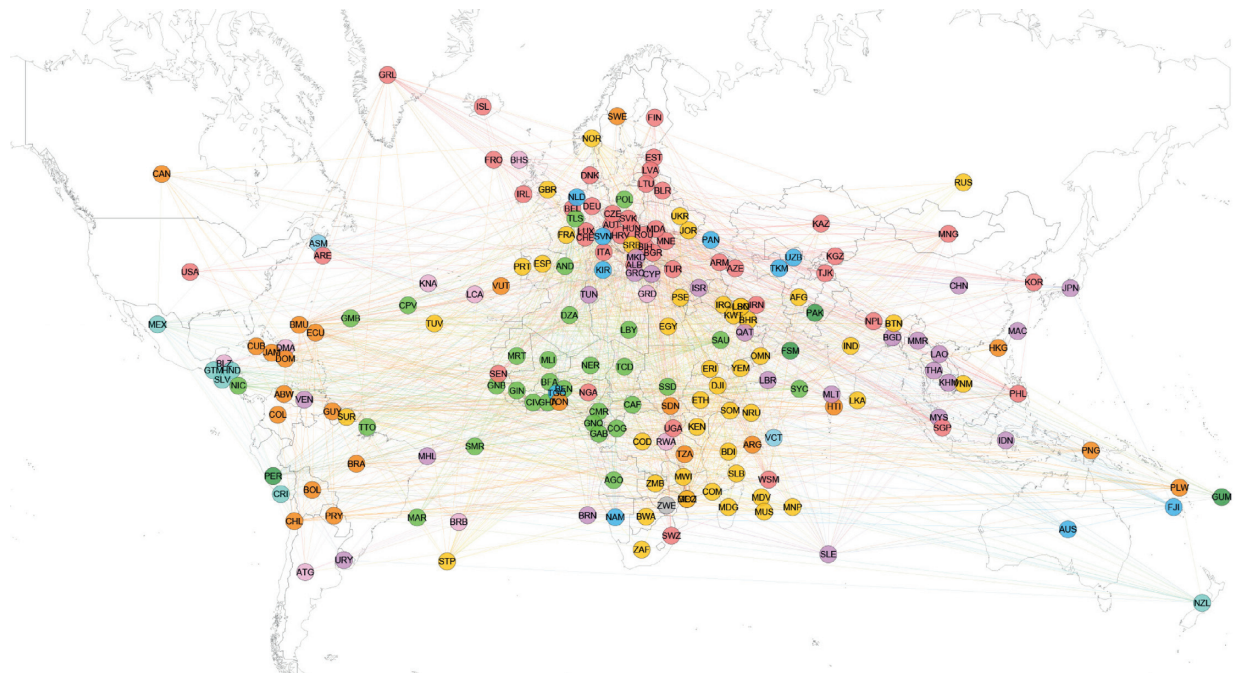 GRL
ISL
SWE
FIN
NOR
FRO
BHS
EST
LVA
CAN
DNK
LTU
RUS
IRL
GBR
NLD
POL
BLR
BEL
DEU
TLS
CZE
SVK
UKR
KAZ
LUX
AUT
HUN
MDA
JOR
MNG
FRA
CHE
SVN
HRV
ROU
MNE
PAN
ASM
SRB
BIH
ARE
ITA
BGR
UZB
KGZ
PRT
ESP
AND
KIR
MKD
ALB
TUR
ARM
AZE
TKM
TJK
USA
GRC
CYP
KNA
LCA
VUT
TUN
GRD
PSE
ISR
AFG
CHN
KOR
JPN
CPV
IRQ
IRN
MEX
BMU
GMB
TUV
DZA
KWT
BHR
PAK
NPL
BTN
ECU
LBY
EGY
QAT
BGD
MAC
CUB
JAM
DMA
DOM
SAU
FSM
IND
MMR
HKG
BLZ
MRT
MLI
NER
TCD
OMN
LAO
GTM
HND
SEN
ERI
YEM
THA
SLV
NIC
GNB
GIN
BFA
BEN
NGA
SSD
DJI
LBR
SYC
MLT
KHM
VNM
PHL
ABW
VEN
CIV
GHA
TON
CMR
CAF
SDN
ETH
SOM
NRU
HTI
LKA
COL
GUY
SUR
GNQ
COG
UGA
KEN
MYS
TTO
GAB
SGP
SMR
COD
RWA
VCT
IDN
MHL
TZA
BDI
ARG
PNG
BRA
PER
AGO
ZMB
MWI
SLB
WSM
PLW
CRI
BOL
COM
MDV
GUM
CHL
PRY
MAR
BRB
BRN
NAM
BWA
ZWE
MDG
MUS
MNP
FJI
AUS
SWZ
URY
STP
ZAF
SLE
ATG
NZL